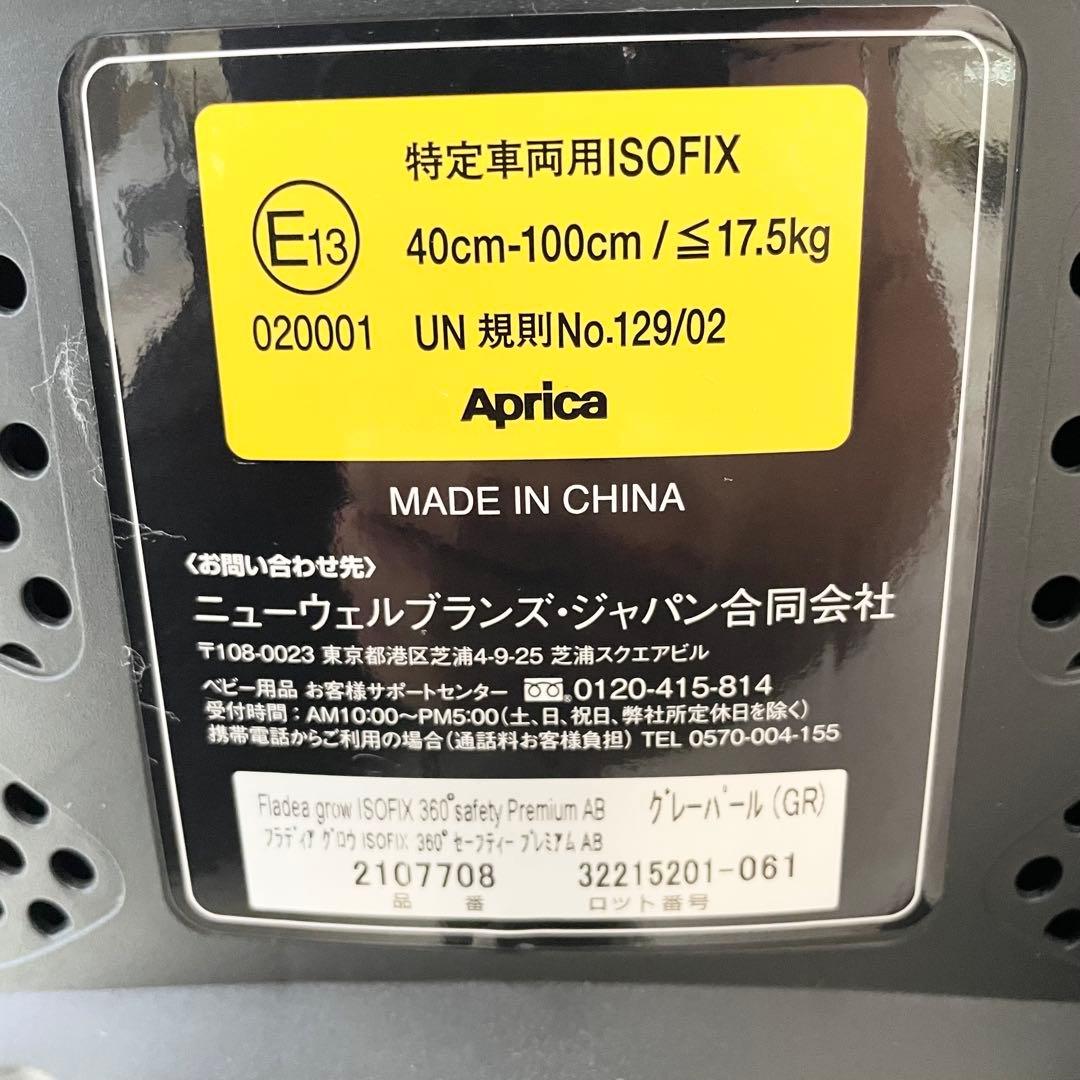 特定車両用ISOFIX
E13 40cm-100cm/≦17.5kg
020001 UN 規則No.129/02
Aprica
MADE IN CHINA
〈お問い合わせ先〉
ニューウェルブランズ・ジャパン合同会社
〒108-0023 東京都港区芝浦4-9-25 芝浦スクエアビル
ベビー用品 お客様サポートセンター 0120-415-814
受付時間：AM10:00〜PM5:00(土、日、祝日、弊社所定休日を除く)
携帯電話からご利用の場合(通話料お客様負担) TEL 0570-004-155
Fladea grow ISOFIX 360°safety Premium AB グレーパール(GR)
フラディア グロウ ISOFIX 360° セーフティー プレミアム AB
2107708 32215201-061
品番 ロット番号